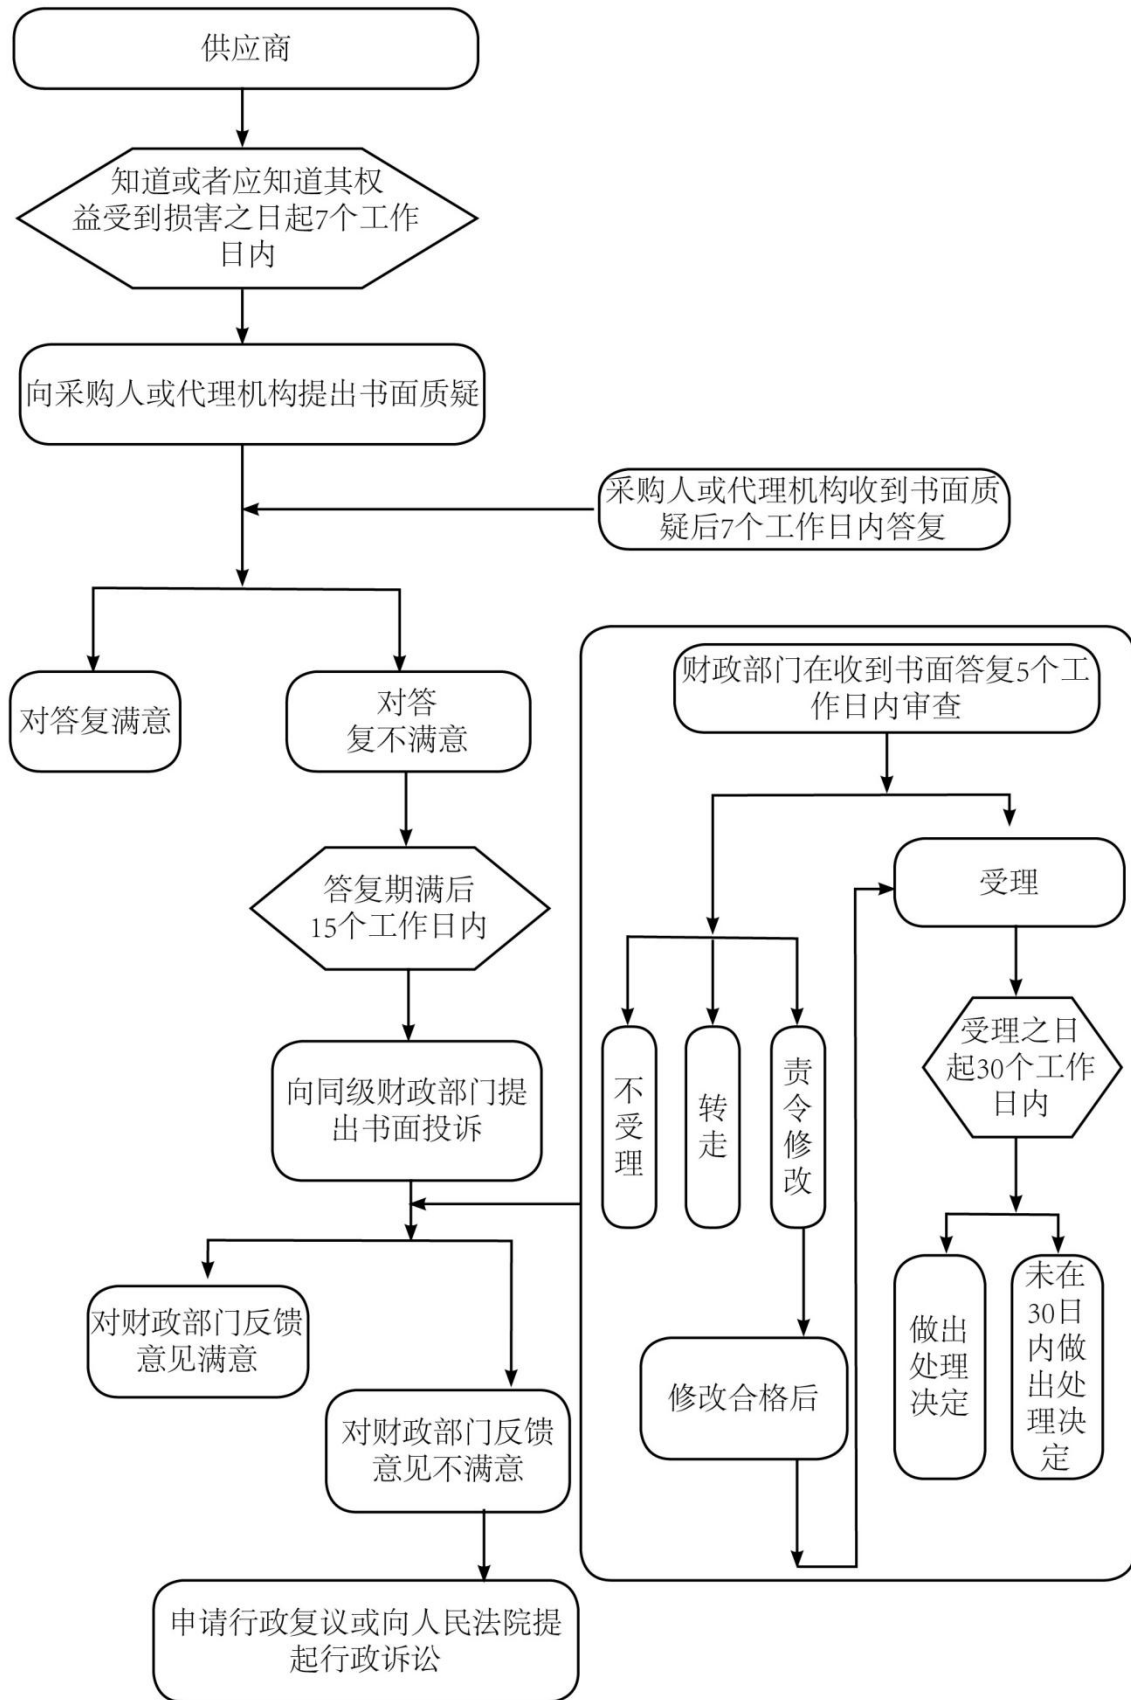 供应商
知道或者应知道其权
益受到损害之日起7个工作
日内
向采购人或代理机构提出书面质疑
采购人或代理机构收到书面质
疑后7个工作日内答复
对答复满意
对答
复不满意
答复期满后
15个工作日内
向同级财政部门提
出书面投诉
对财政部门反馈
意见满意
对财政部门反馈
意见不满意
申请行政复议或向人民法院提
起行政诉讼
财政部门在收到书面答复5个工
作日内审查
受理
不
受
理
转
走
责
令
修
改
修改合格后
受理之日
起30个工作
日内
做出
处理
决定
未在
30日
内做
出处
理决
定